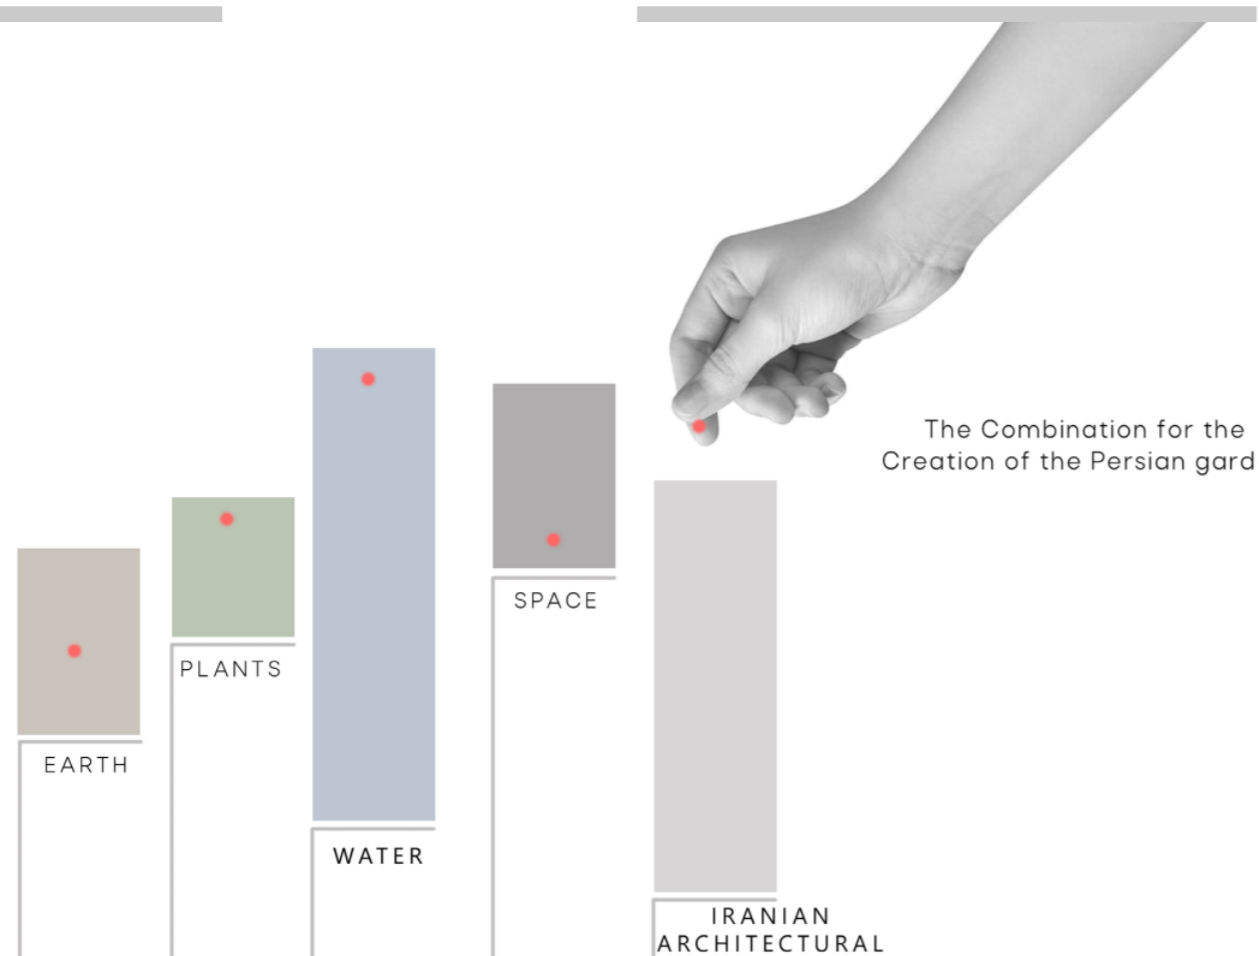 The Combination for the
Creation of the Persian gard
SPACE
PLANTS
EARTH
WATER
IRANIAN
ARCHITECTURAL